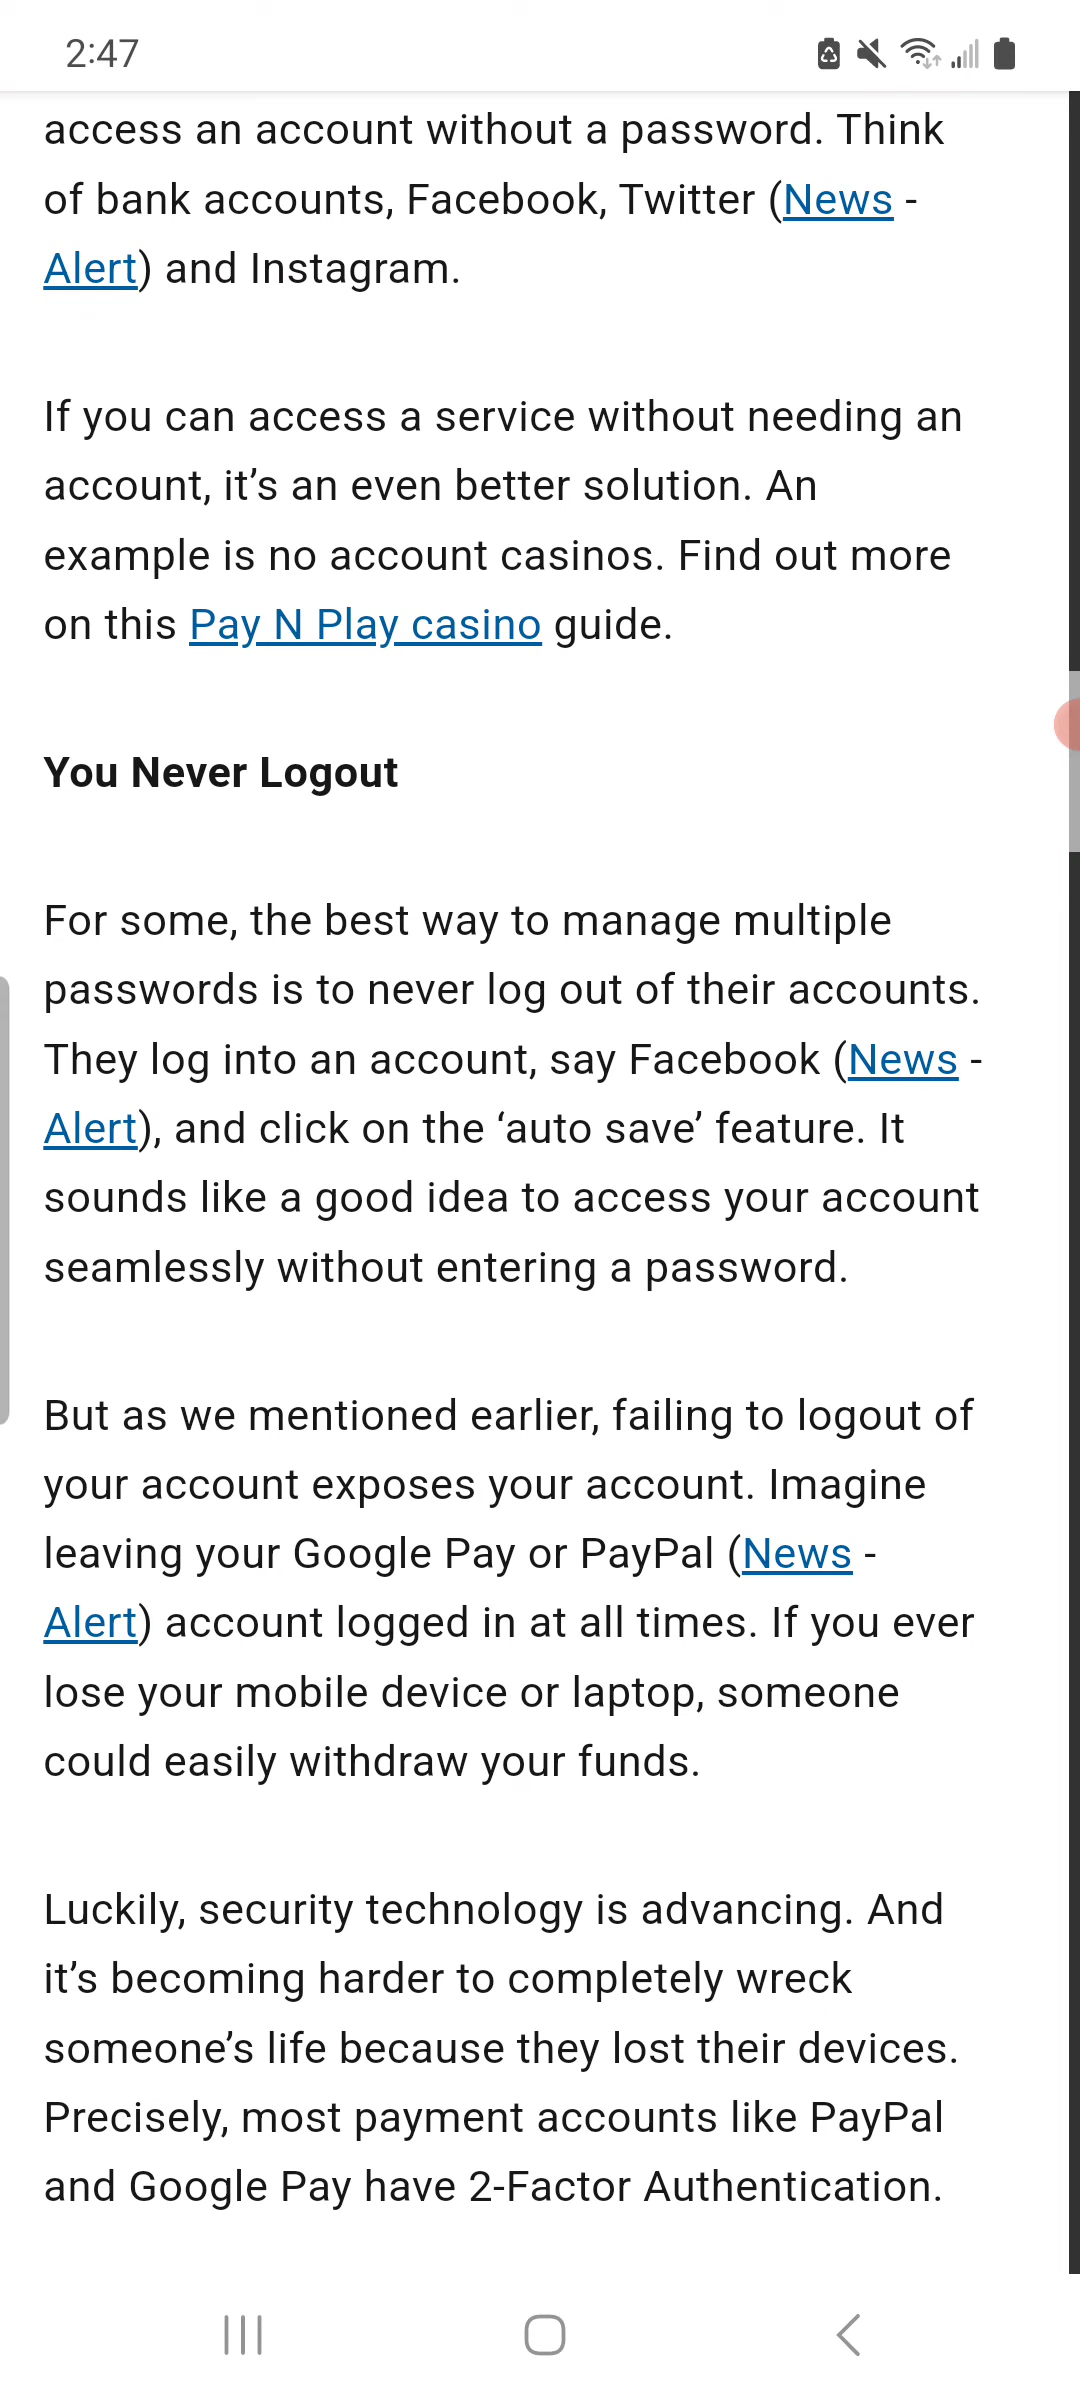 2:47
access an account without a password. Think
of bank accounts, Facebook, Twitter (News -
Alert) and Instagram.
If you can access a service without needing an
account, it’s an even better solution. An
example is no account casinos. Find out more
on this Pay N Play casino guide.
You Never Logout
For some, the best way to manage multiple
passwords is to never log out of their accounts.
They log into an account, say Facebook (News -
Alert), and click on the ‘auto save’ feature. It
sounds like a good idea to access your account
seamlessly without entering a password.
But as we mentioned earlier, failing to logout of
your account exposes your account. Imagine
leaving your Google Pay or PayPal (News -
Alert) account logged in at all times. If you ever
lose your mobile device or laptop, someone
could easily withdraw your funds.
Luckily, security technology is advancing. And
it’s becoming harder to completely wreck
someone’s life because they lost their devices.
Precisely, most payment accounts like PayPal
and Google Pay have 2-Factor Authentication.